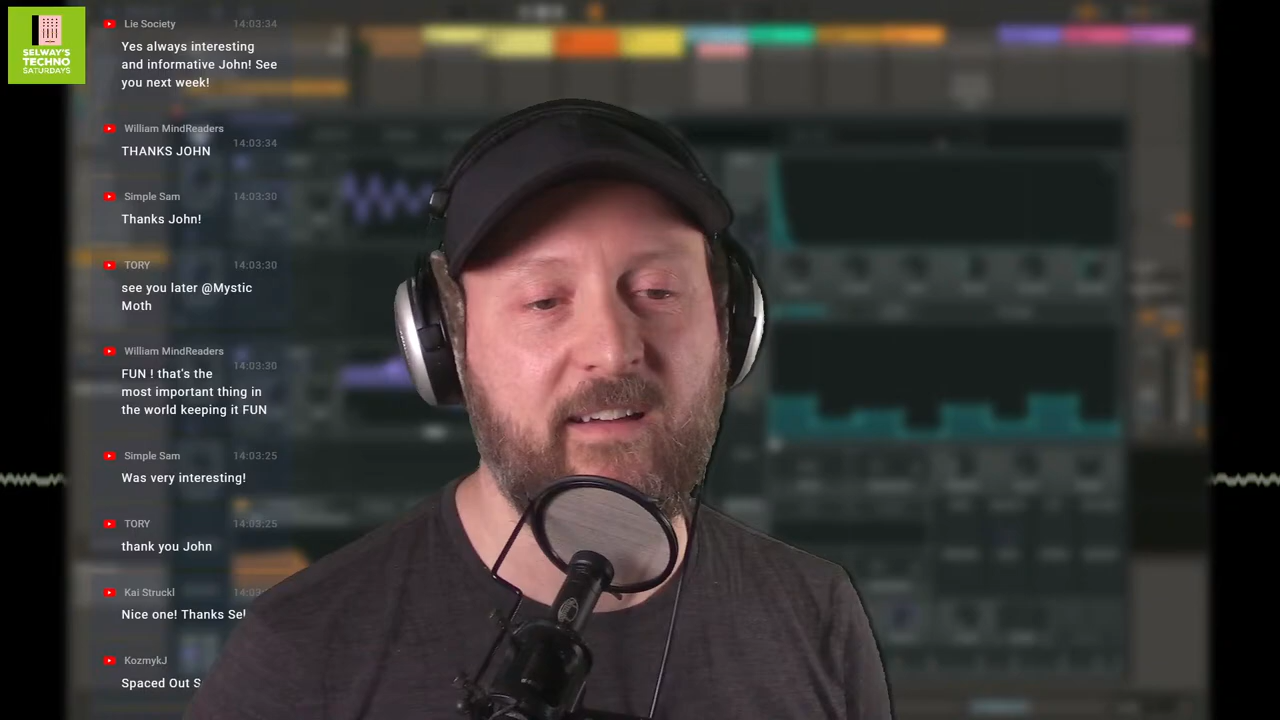 SELWAY'S
TECHNO
SATURDAYS
Lie Society 14:03:34
Yes always interesting
and informative John! See
you next week!
William MindReaders
14:03:34
THANKS JOHN
Simple Sam 14:03:30
Thanks John!
TORY 14:03:30
see you later @Mystic
Moth
William MindReaders
14:03:30
FUN ! that's the
most important thing in
the world keeping it FUN
Simple Sam 14:03:25
Was very interesting!
TORY 14:03:25
thank you John
Kai Struckl 14:03
Nice one! Thanks Sel
KozmykJ
Spaced Out S